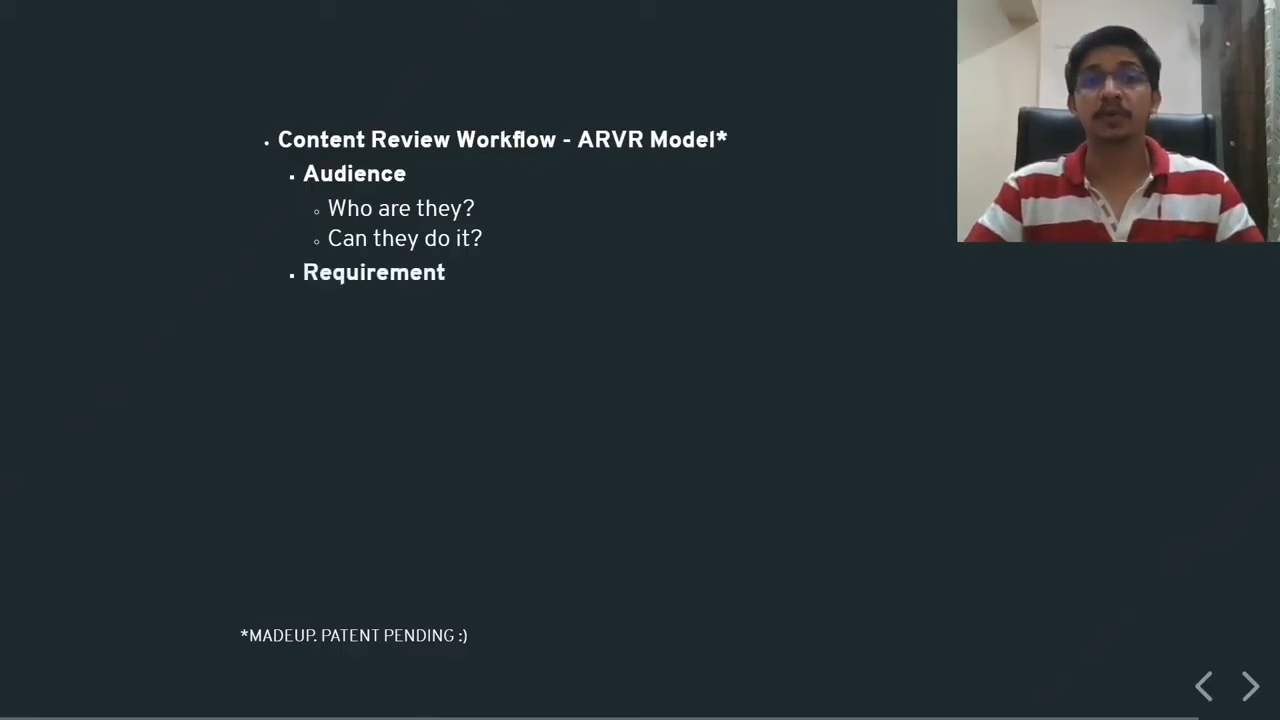 Content Review Workflow - ARVR Model*
Audience
Who are they?
Can they do it?
Requirement
*MADEUP. PATENT PENDING :)